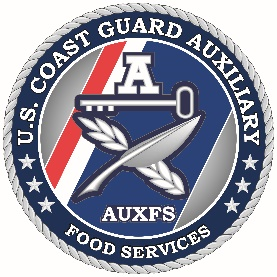 U.S. COAST GUARD AUXILIARY
A
AUXFS
FOOD SERVICES